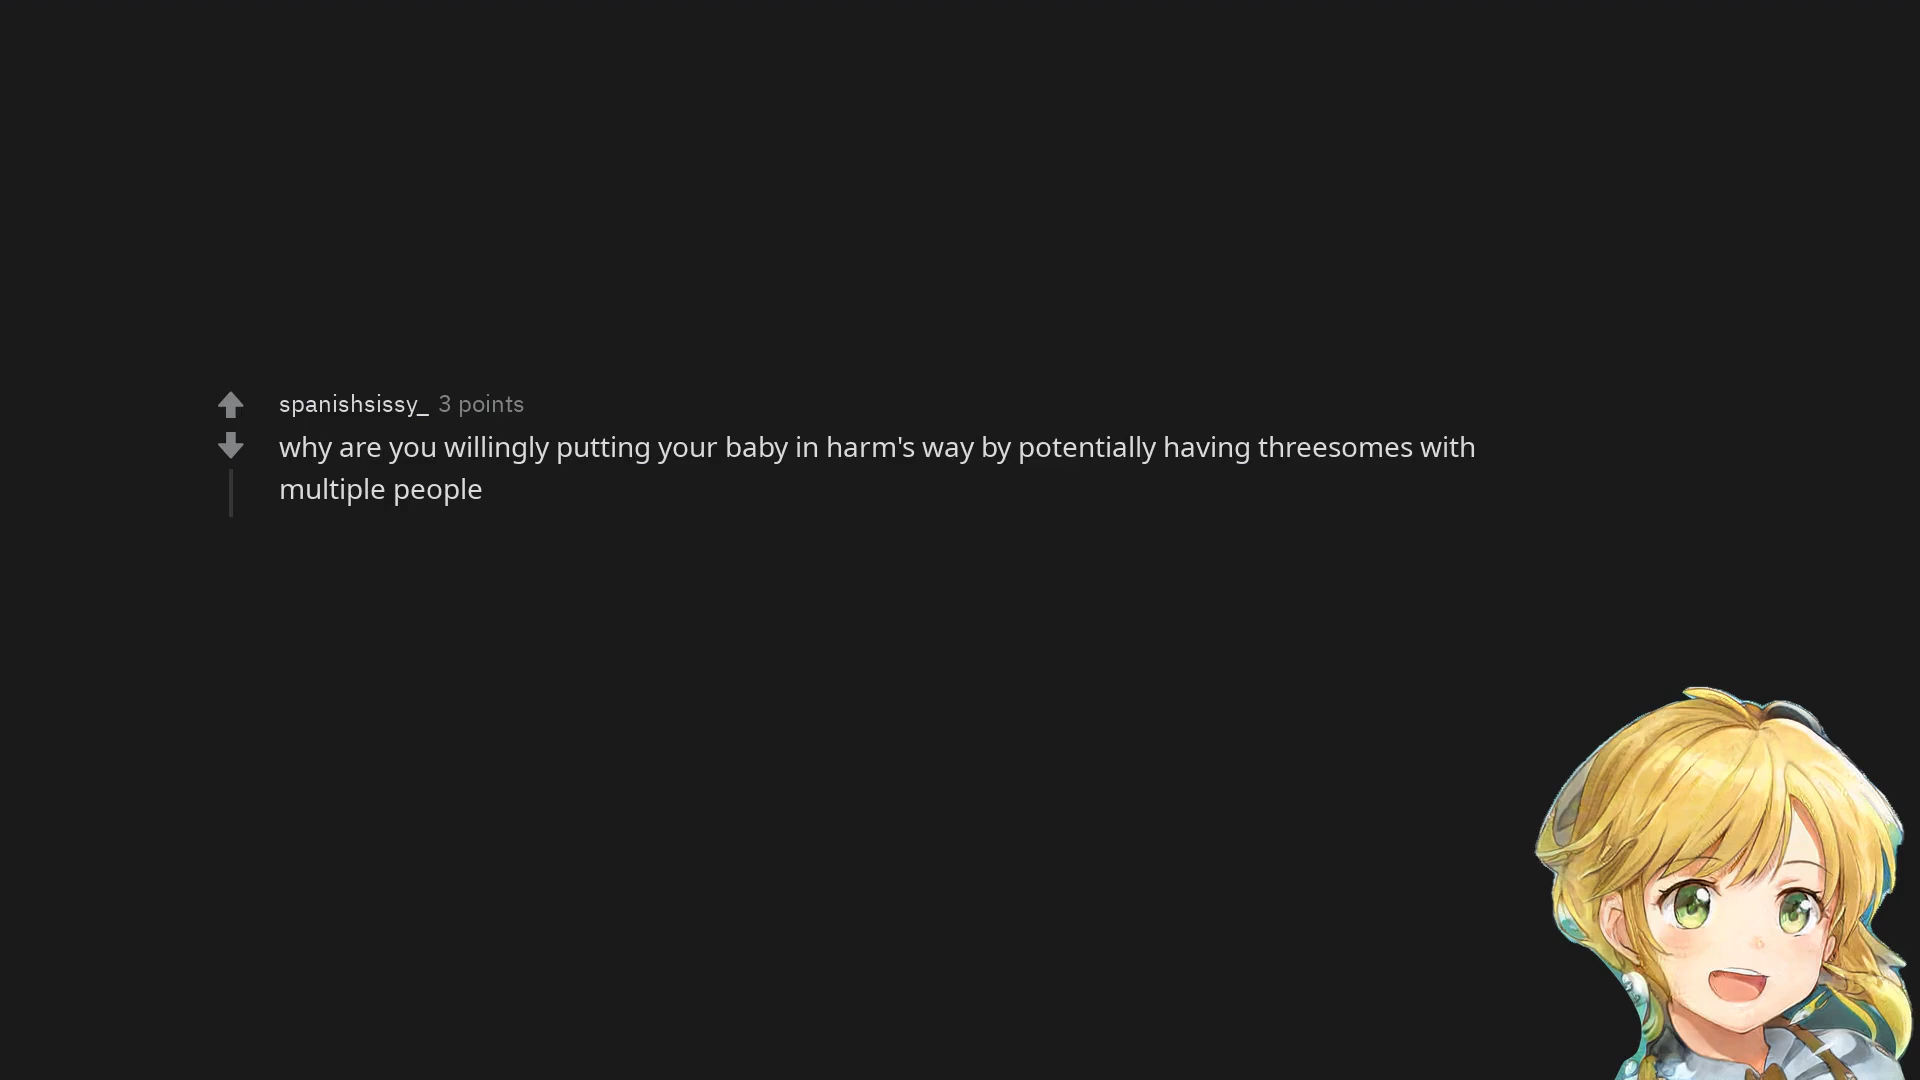 spanishsissy_ 3 points
why are you willingly putting your baby in harm's way by potentially having threesomes with
multiple people